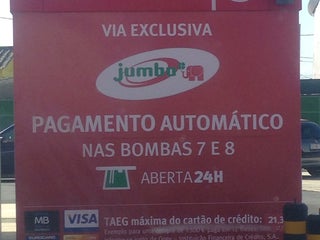 VIA EXCLUSIVA
jumbo
PAGAMENTO AUTOMÁTICO
NAS BOMBAS 7 E 8
ABERTA 24H
MB
VISA
TAEG máxima do cartão de crédito: 21.3